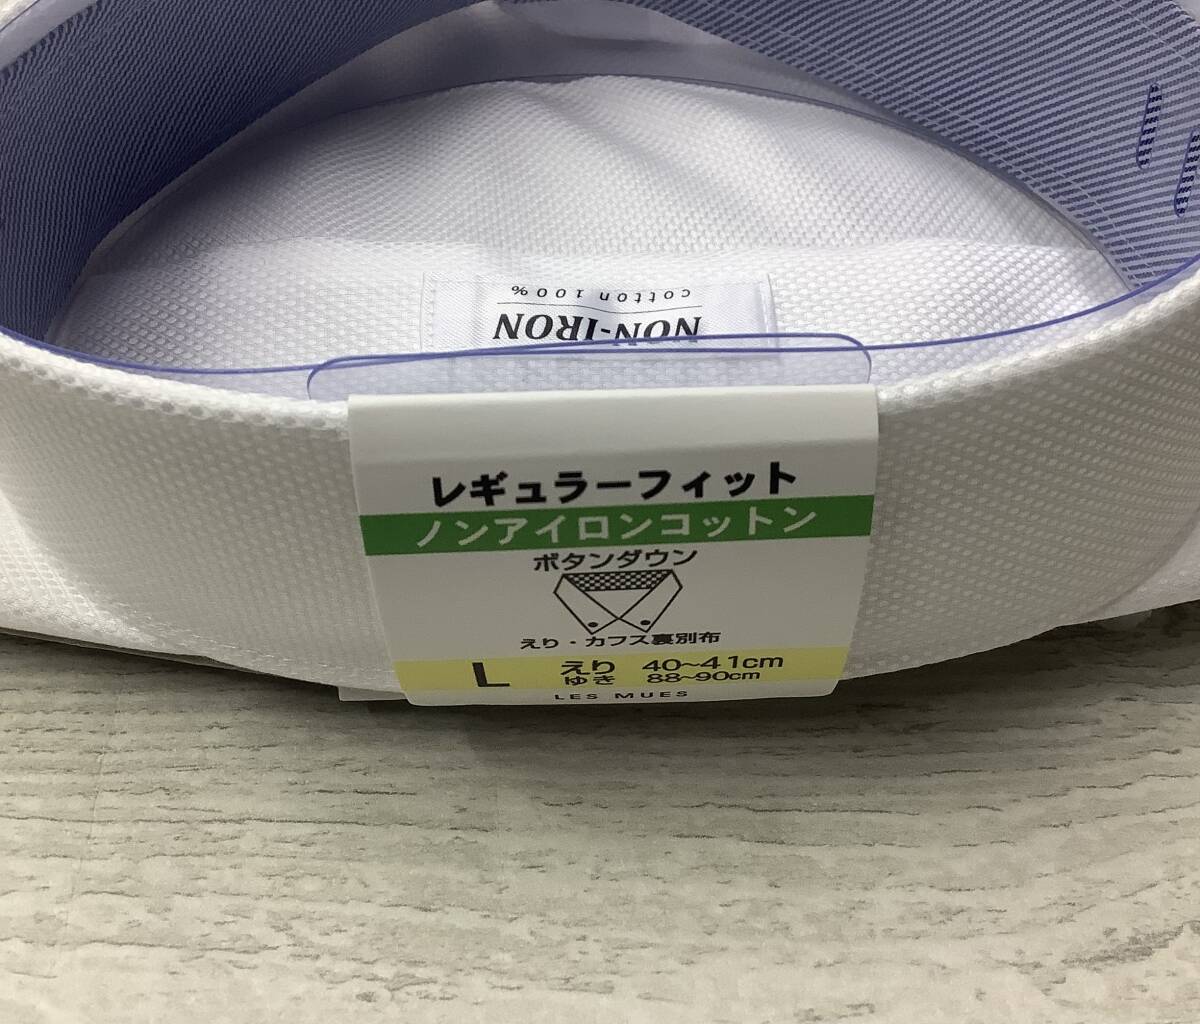 NON-IRON
cotton 100%
レギュラーフィット
ノンアイロンコットン
ボタンダウン
えり・カフス裏別布
L えり 40~41cm
ゆき 88~90cm
LES MUES